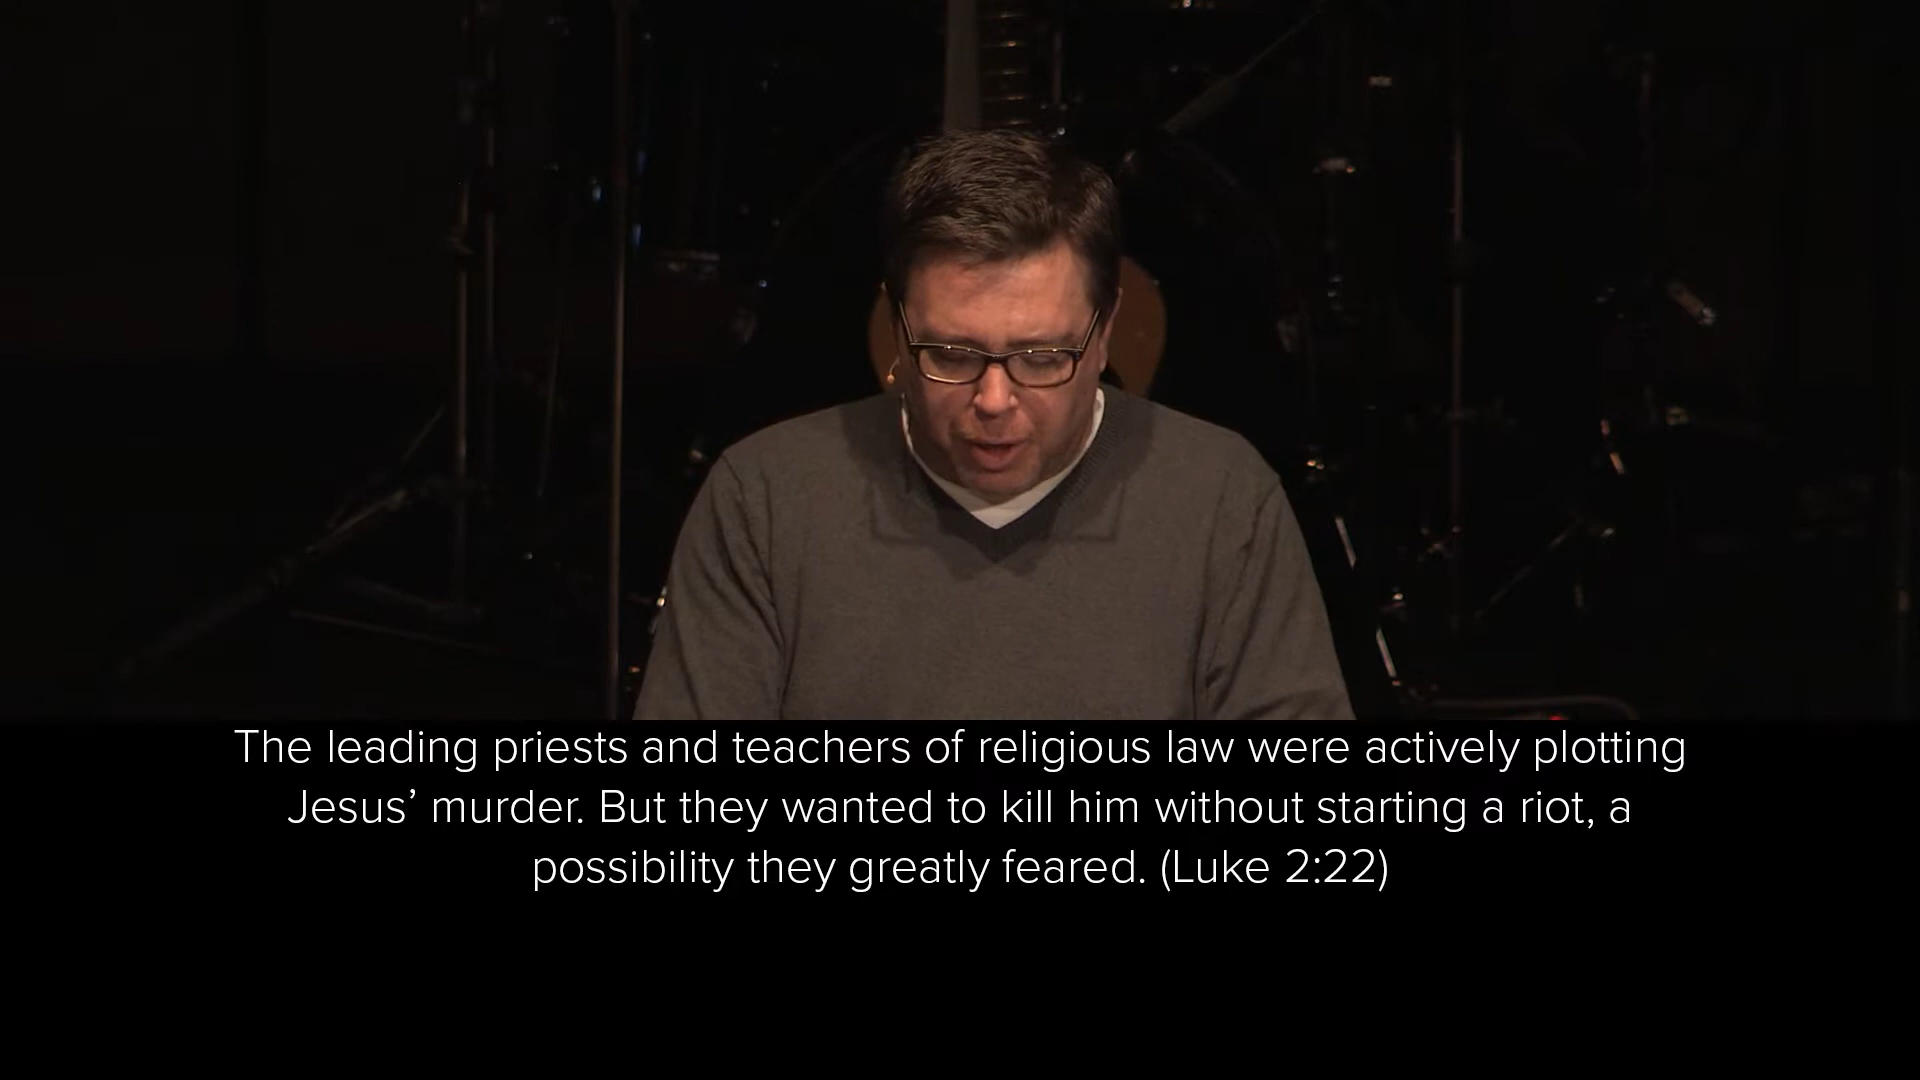 The leading priests and teachers of religious law were actively plotting
Jesus’ murder. But they wanted to kill him without starting a riot, a
possibility they greatly feared. (Luke 2:22)